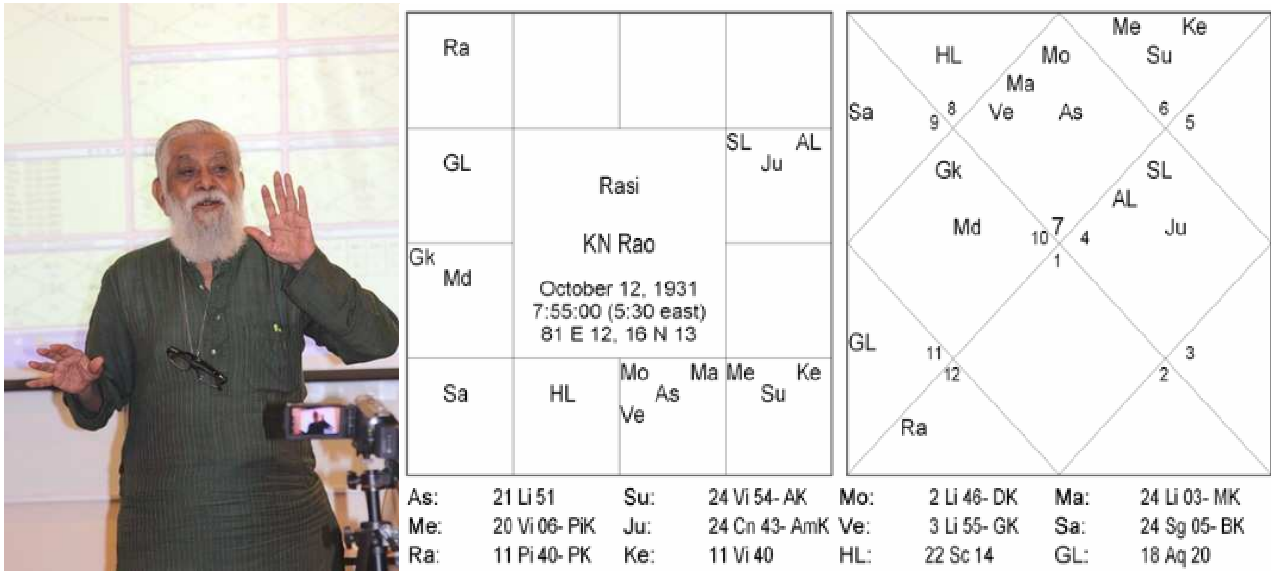 Ra
GL
SL AL
Ju
Rasi
KN Rao
October 12, 1931
7:55:00 (5:30 east)
81 E 12, 16 N 13
Gk
Md
Sa
HL
Mo Ma
As
Ve
Me Ke
Su
Me Ke
HL Mo Su
Ma
Sa 9 8 Ve As 6 5
Gk SL
AL
Md 10 7 4 Ju
1
GL 11 3
12 2
Ra
As: 21 Li 51 Su: 24 Vi 54- AK Mo: 2 Li 46- DK Ma: 24 Li 03- MK
Me: 20 Vi 06- PiK Ju: 24 Cn 43- AmK Ve: 3 Li 55- GK Sa: 24 Sg 05- BK
Ra: 11 Pi 40- PK Ke: 11 Vi 40 HL: 22 Sc 14 GL: 18 Aq 20